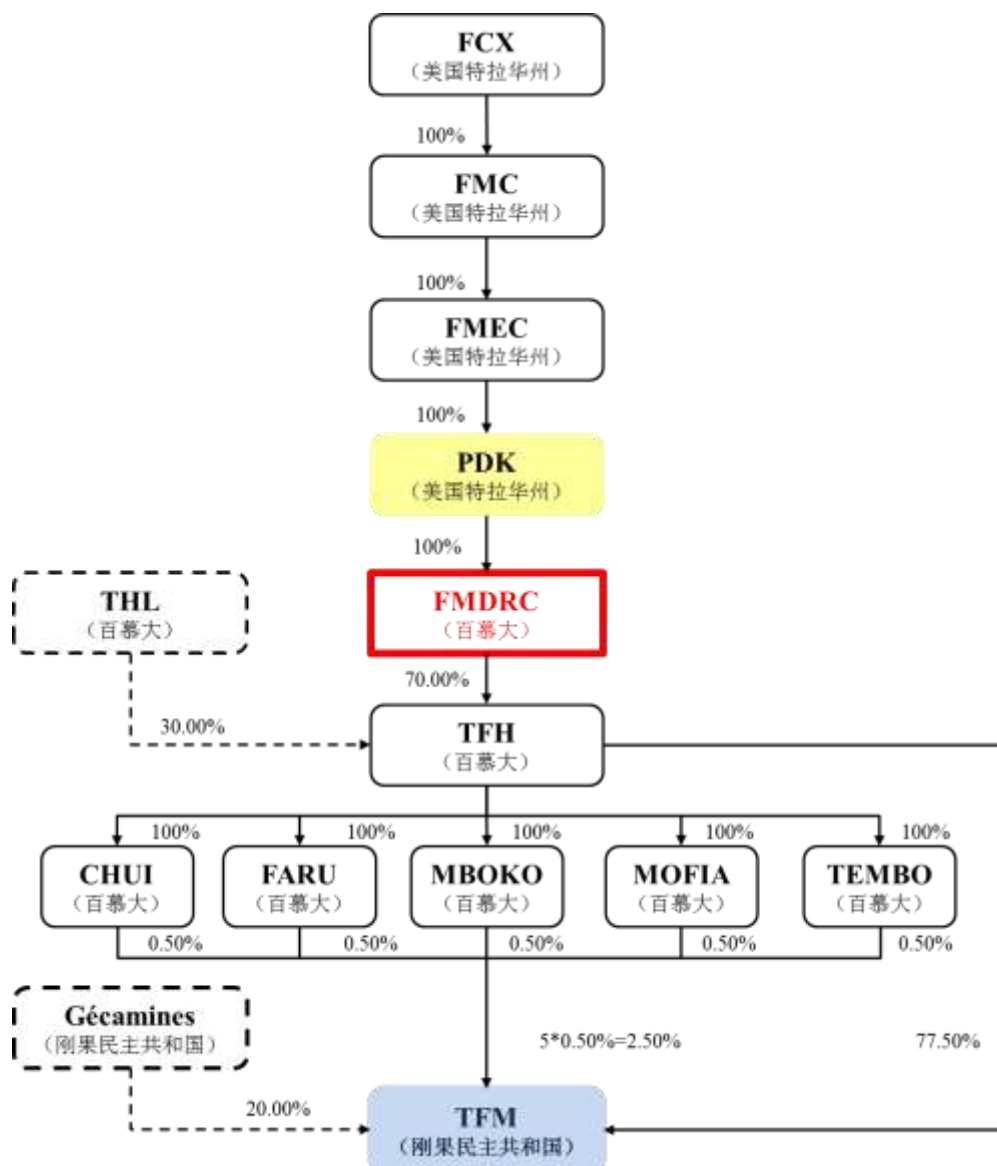 FCX
（美国特拉华州）
100%
FMC
（美国特拉华州）
100%
FMEC
（美国特拉华州）
100%
PDK
（美国特拉华州）
100%
THL
（百慕大）
FMDRC
（百慕大）
70.00%
30.00%
TFH
（百慕大）
100%
100%
100%
100%
100%
CHUI
（百慕大）
FARU
（百慕大）
MBOKO
（百慕大）
MOFIA
（百慕大）
TEMBO
（百慕大）
0.50%
0.50%
0.50%
0.50%
0.50%
Gécamines
（刚果民主共和国）
5*0.50%=2.50%
77.50%
20.00%
TFM
（刚果民主共和国）